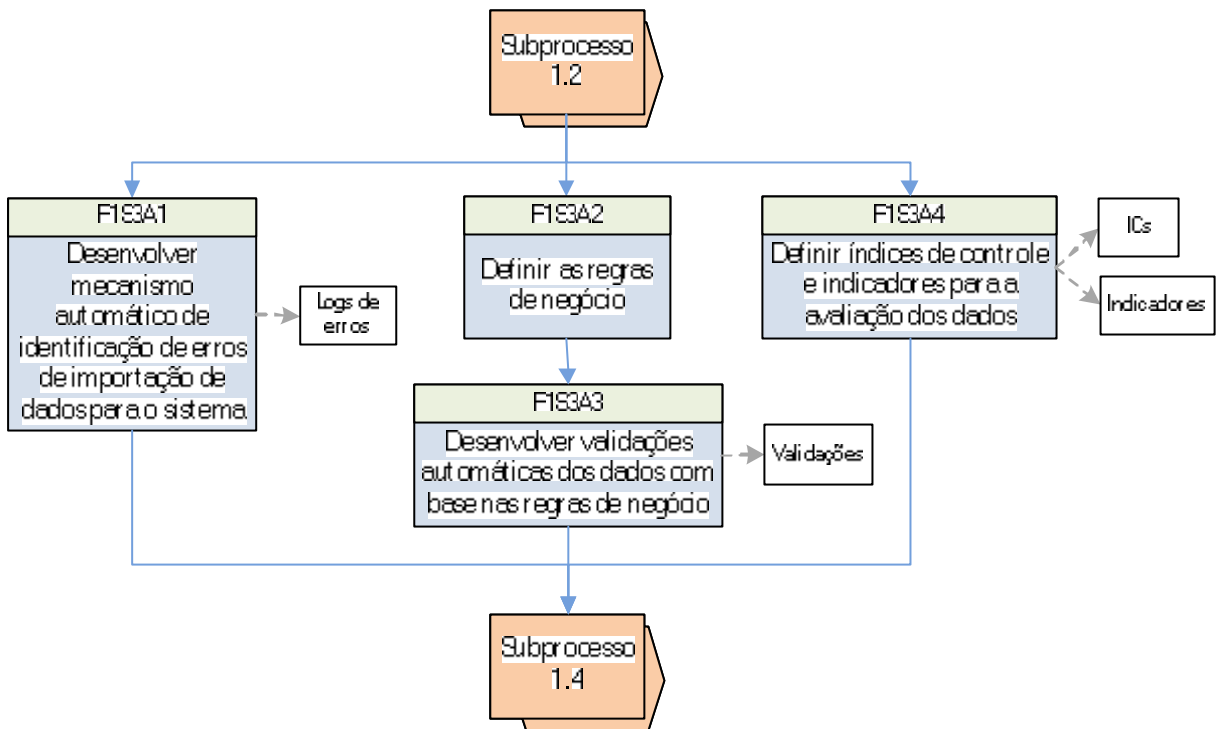 Subprocesso
1.2
F1S3A1
Desenvolver
mecanismo
automático de
identificação de erros
de importação de
dados para o sistema
Logs de
erros
F1S3A2
Definir as regras
de negócio
F1S3A4
Definir índices de controle
e indicadores para a
avaliação dos dados
ICs
Indicadores
F1S3A3
Desenvolver validações
automáticas dos dados com
base nas regras de negócio
Validações
Subprocesso
1.4